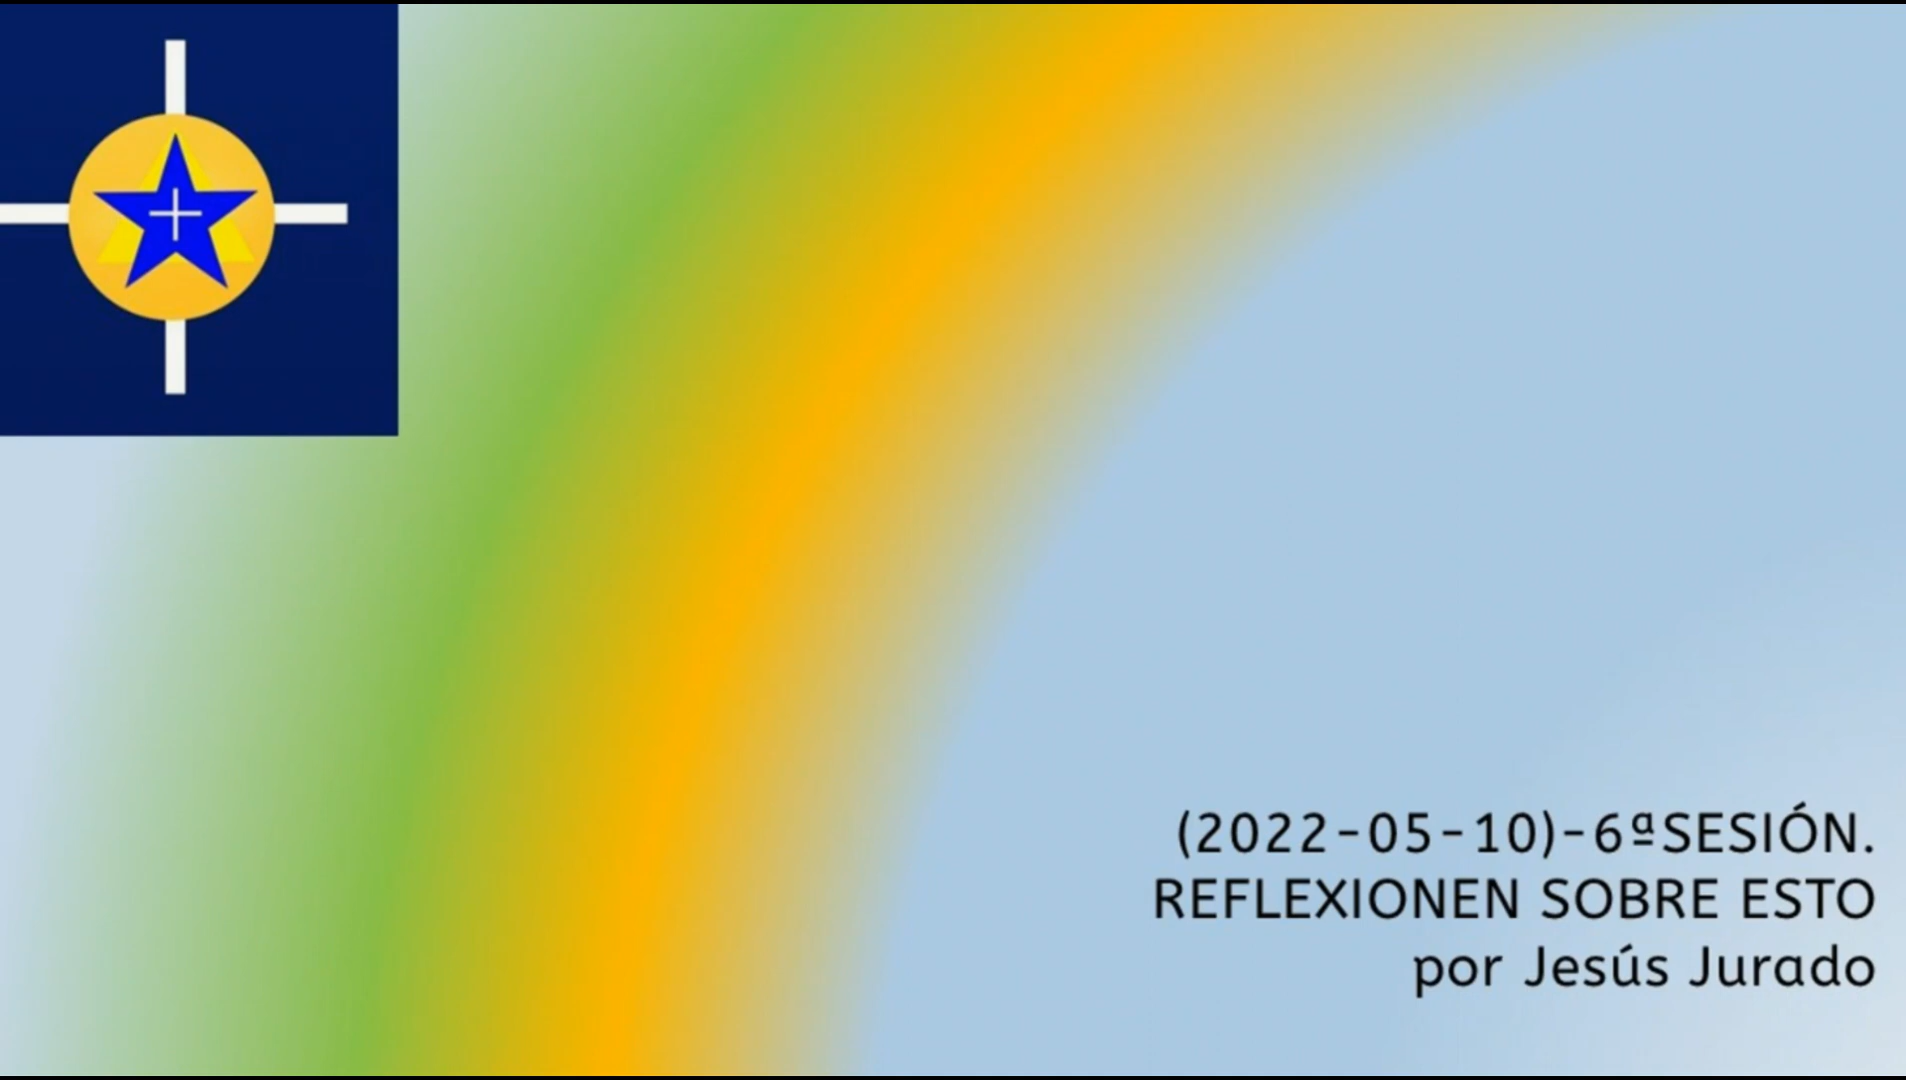 (2022-05-10)-6ªSESIÓN.
REFLEXIONEN SOBRE ESTO
por Jesús Jurado